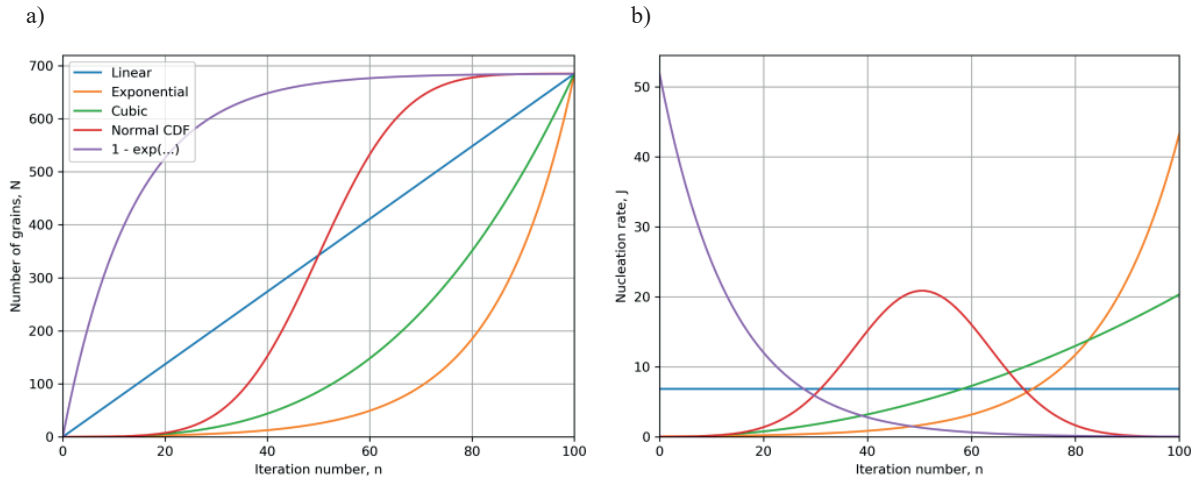 a)
b)
Number of grains, N
700
600
500
400
300
200
100
0
Linear
Exponential
Cubic
Normal CDF
1 - exp(...)
0 20 40 60 80 100
Iteration number, n
Nucleation rate, J
50
40
30
20
10
0
0 20 40 60 80 100
Iteration number, n